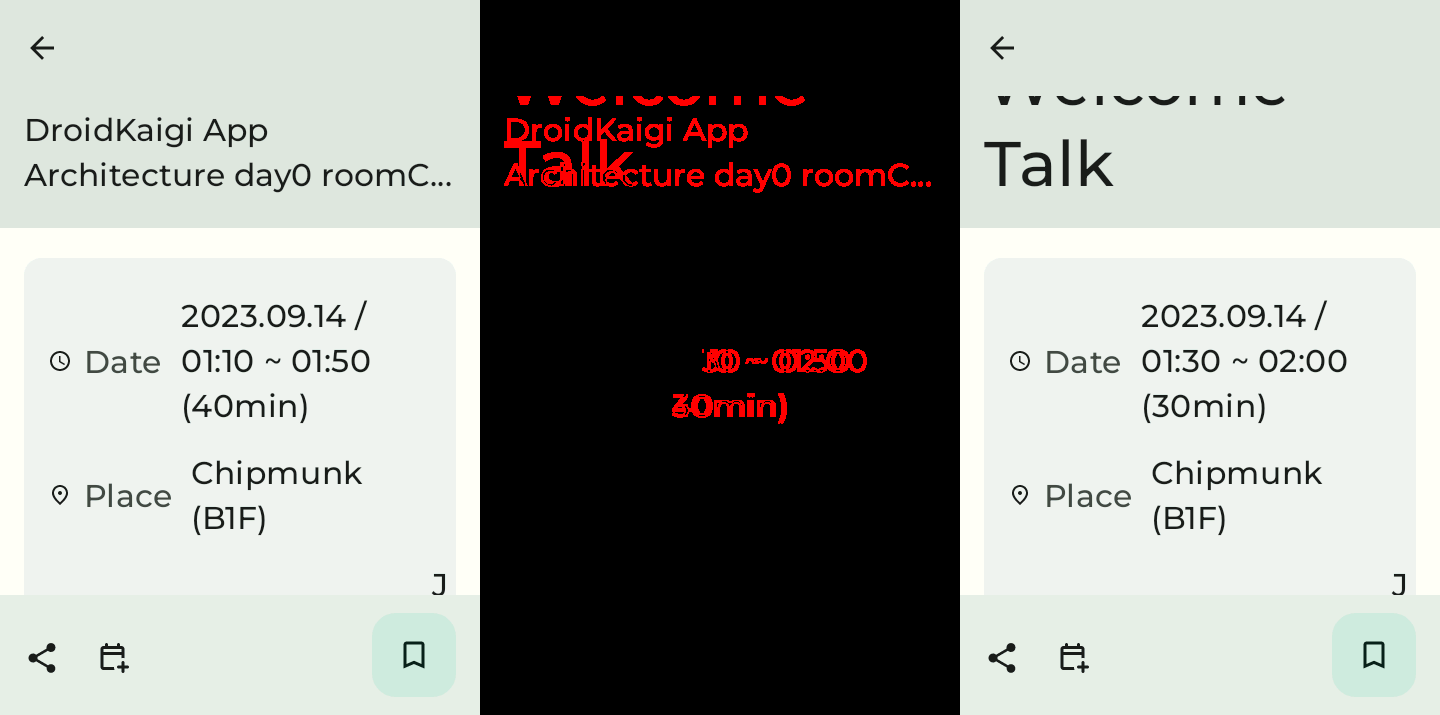 DroidKaigi App
Architecture day0 roomC...
2023.09.14 /
Date
01:10 ~ 01:50
(40min)
Chipmunk
Place
(B1F)
J
Welcome
DroidKaigi App
Talk
Architecture day0 roomC...
30min)
Welcome
Talk
2023.09.14 /
Date
01:30 ~ 02:00
(30min)
Chipmunk
Place
(B1F)
J